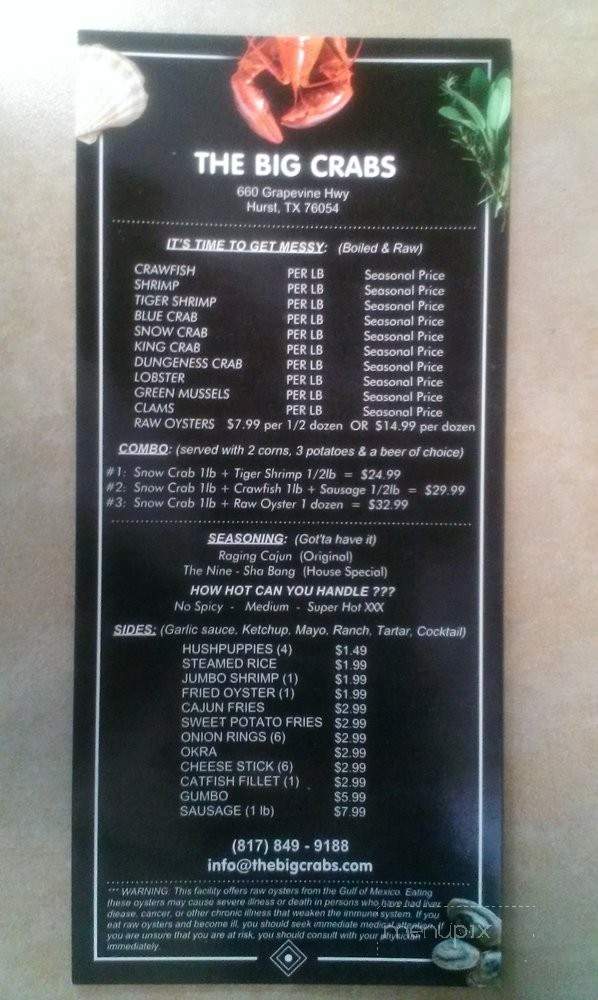 THE BIG CRABS
660 Grapevine Hwy
Hurst, TX 76054
IT'S TIME TO GET MESSY: (Boiled & Raw)
CRAWFISH PER LB Seasonal Price
SHRIMP PER LB Seasonal Price
TIGER SHRIMP PER LB Seasonal Price
BLUE CRAB PER LB Seasonal Price
SNOW CRAB PER LB Seasonal Price
KING CRAB PER LB Seasonal Price
DUNGENESS CRAB PER LB Seasonal Price
LOBSTER PER LB Seasonal Price
GREEN MUSSELS PER LB Seasonal Price
CLAMS PER LB Seasonal Price
RAW OYSTERS $7.99 per 1/2 dozen OR $14.99 per dozen
COMBO: (served with 2 corns, 3 potatoes & a beer of choice)
#1: Snow Crab 1lb + Tiger Shrimp 1/2lb = $24.99
#2: Snow Crab 1lb + Crawfish 1lb + Sausage 1/2lb = $29.99
#3: Snow Crab 1lb + Raw Oyster 1 dozen = $32.99
SEASONING: (Got'ta have it)
Raging Cajun (Original)
The Nine - Sha Bang (House Special)
HOW HOT CAN YOU HANDLE ???
No Spicy - Medium - Super Hot XXX
SIDES: (Garlic sauce, Ketchup, Mayo, Ranch, Tartar, Cocktail)
HUSHPUPPIES (4) $1.49
STEAMED RICE $1.99
JUMBO SHRIMP (1) $1.99
FRIED OYSTER (1) $1.99
CAJUN FRIES $2.99
SWEET POTATO FRIES $2.99
ONION RINGS (6) $2.99
OKRA $2.99
CHEESE STICK (6) $2.99
CATFISH FILLET (1) $2.99
GUMBO $5.99
SAUSAGE (1 lb) $7.99
(817) 849 - 9188
info@thebigcrabs.com
*** WARNING: This facility offers raw oysters from the Gulf of Mexico. Eating
these oysters may cause severe illness or death in persons who have had liver
diease, cancer, or other chronic illness that weaken the immune system. If you
eat raw oysters and become ill, you should seek immediate medical attention.
you are unsure that you are at risk, you should consult with your physician
immediately.
menupix